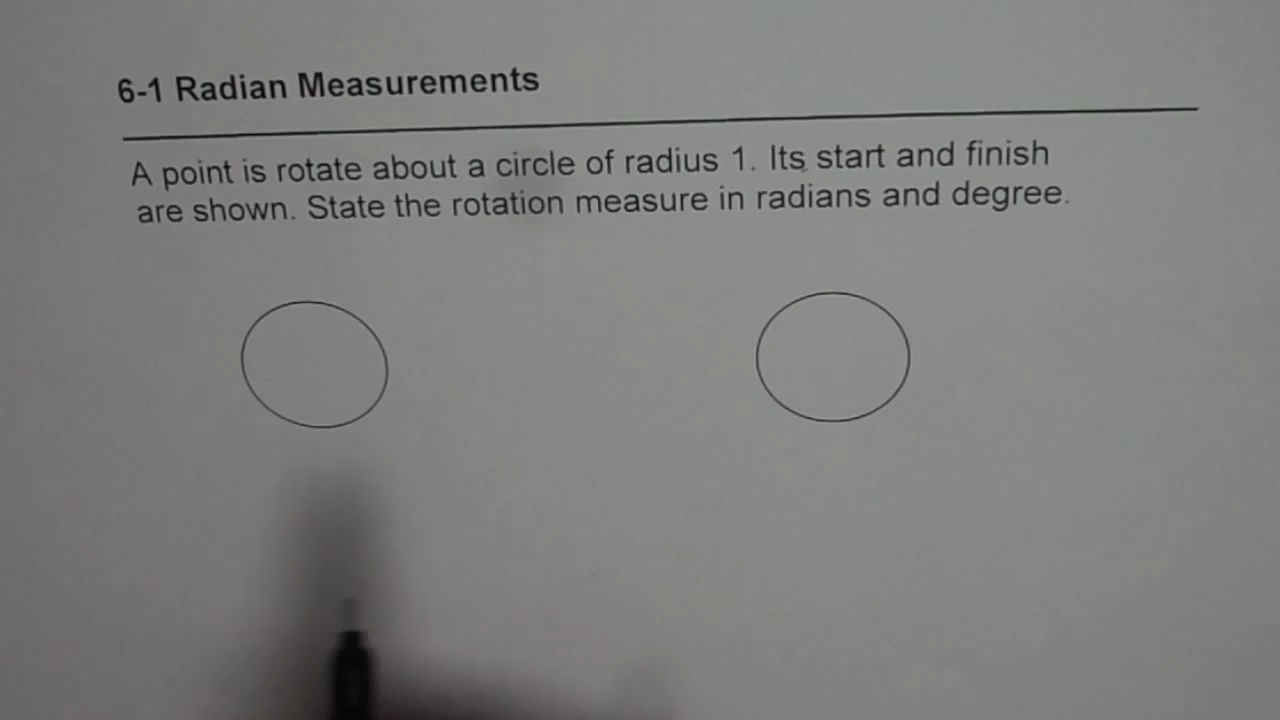 6-1 Radian Measurements
A point is rotate about a circle of radius 1. Its start and finish
are shown. State the rotation measure in radians and degree.